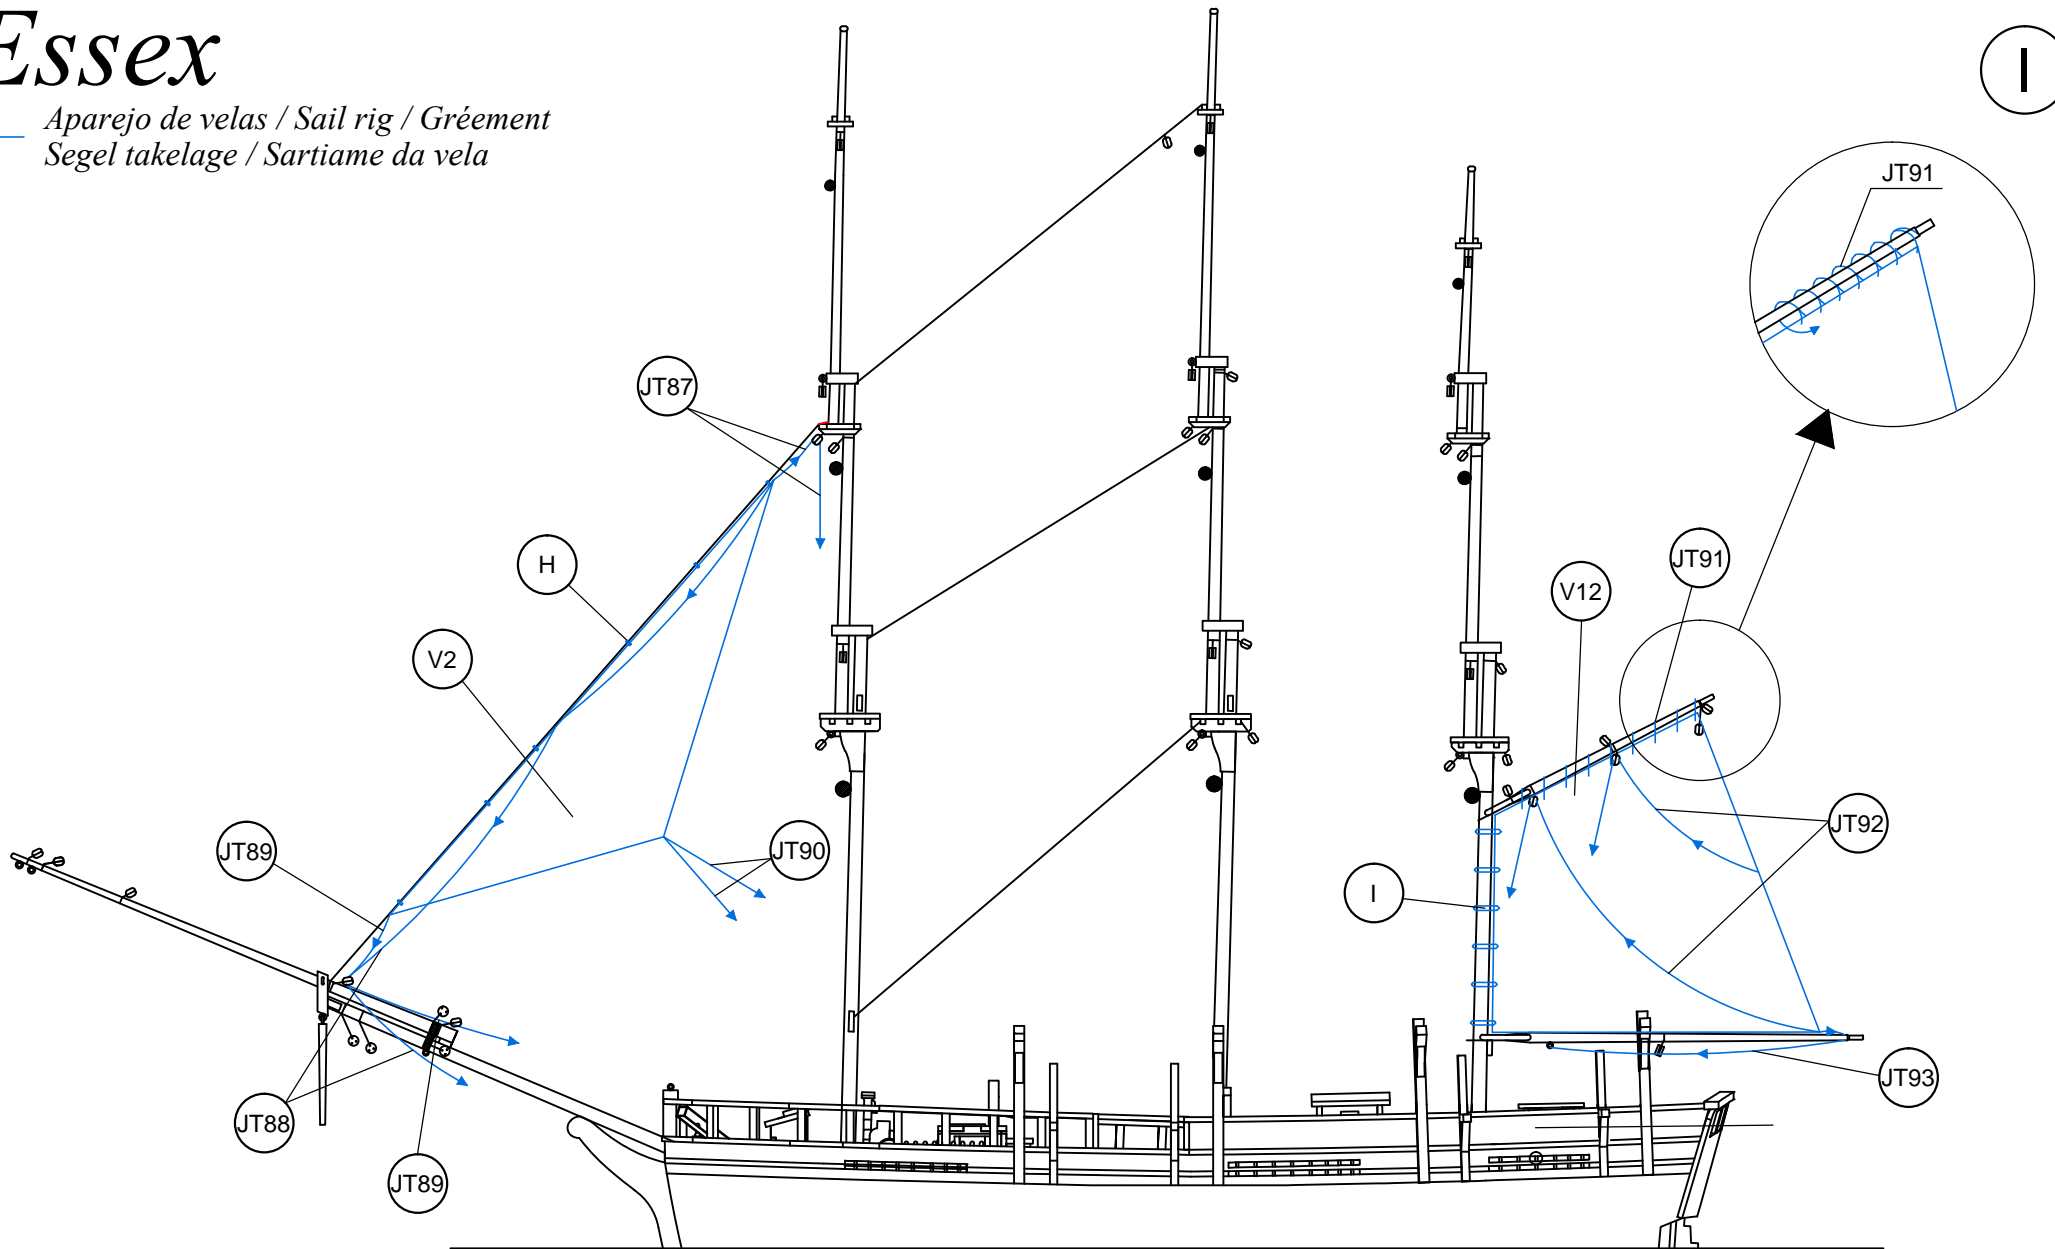 Essex
Aparejo de velas / Sail rig / Gréement
Segel takelage / Sartiame da vela
I
JT91
JT87
H
JT91
V12
V2
JT92
JT89
JT90
I
JT93
JT88
JT89